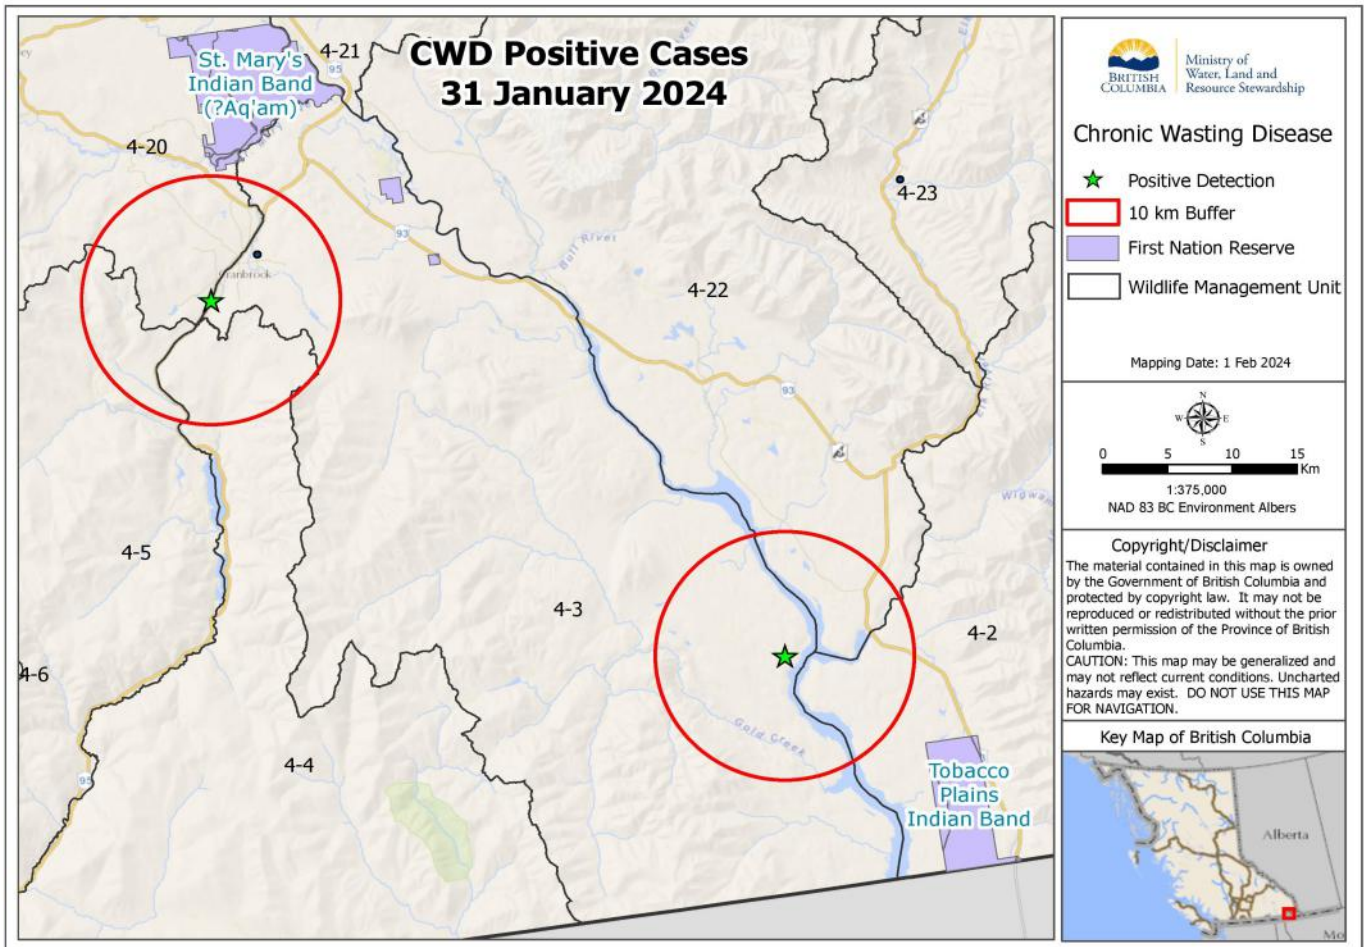 CWD Positive Cases
31 January 2024
St. Mary's
Indian Band
(?Aq'am)
4-21
95
4-20
93
Cranbrook
Bull River
4-23
4-22
93
4-5
4-3
4-2
4-6
Gold Creek
4-4
95
Tobacco
Plains
Indian Band
BRITISH
COLUMBIA
Ministry of
Water, Land and
Resource Stewardship
Chronic Wasting Disease
Positive Detection
10 km Buffer
First Nation Reserve
Wildlife Management Unit
Mapping Date: 1 Feb 2024
N
W E
S
0 5 10 15
Km
1:375,000
NAD 83 BC Environment Albers
Copyright/Disclaimer
The material contained in this map is owned
by the Government of British Columbia and
protected by copyright law. It may not be
reproduced or redistributed without the prior
written permission of the Province of British
Columbia.
CAUTION: This map may be generalized and
may not reflect current conditions. Uncharted
hazards may exist. DO NOT USE THIS MAP
FOR NAVIGATION.
Key Map of British Columbia
Alberta
Mo